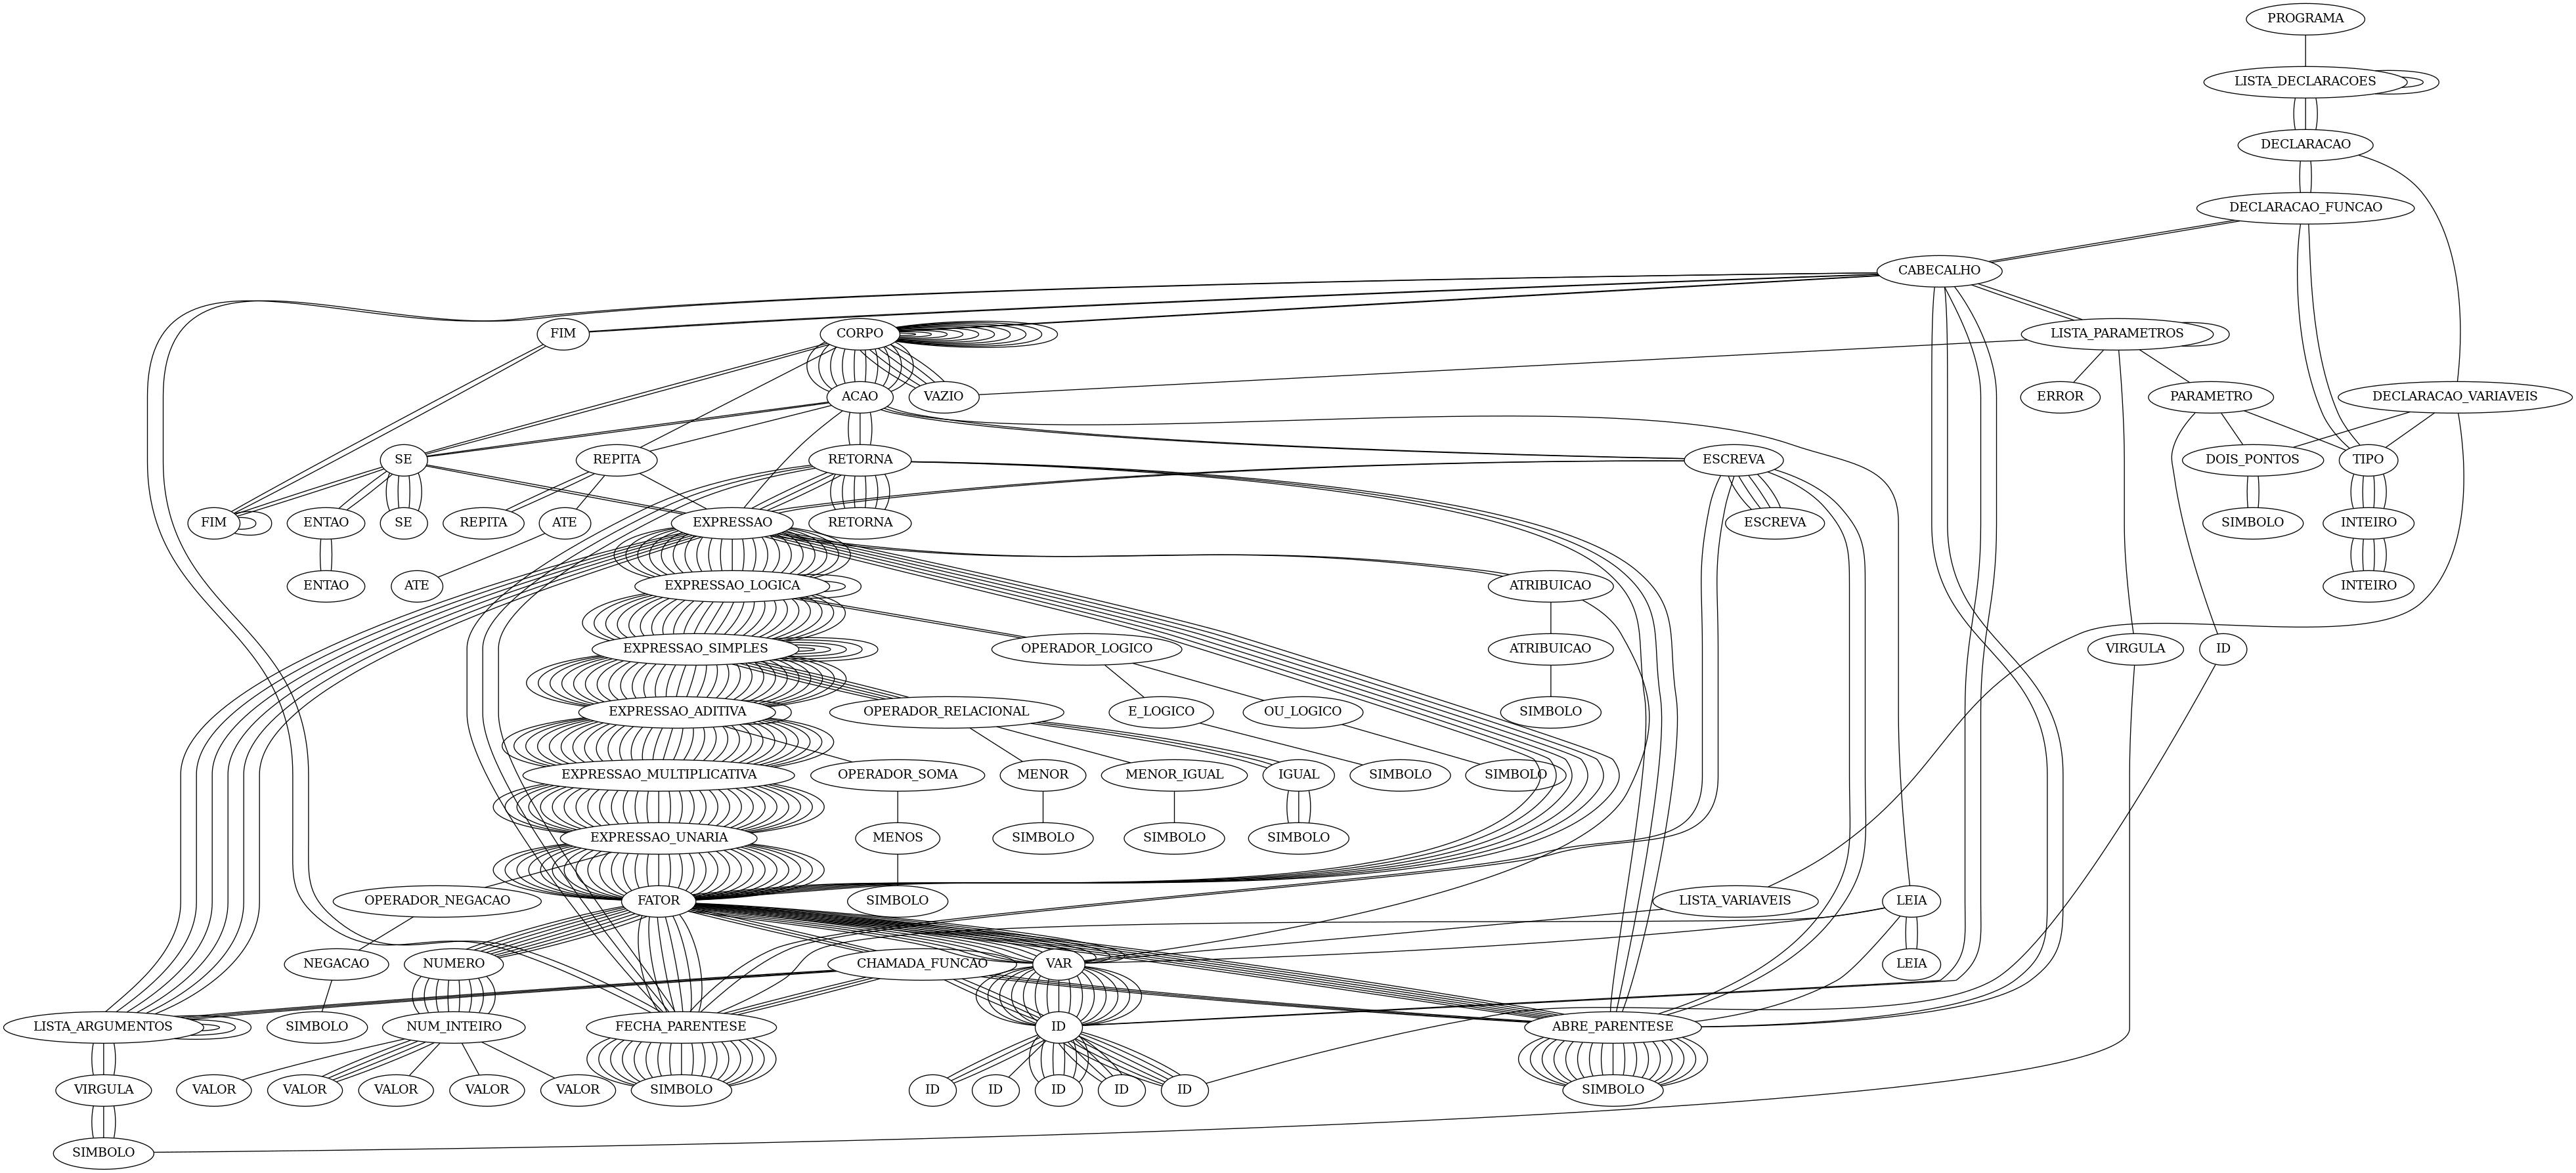 PROGRAMA
LISTA_DECLARACOES
DECLARACAO
DECLARACAO_FUNCAO
CABECALHO
FIM
CORPO
LISTA_PARAMETROS
ACAO
VAZIO
ERROR
PARAMETRO
DECLARACAO_VARIAVEIS
SE
REPITA
RETORNA
ESCREVA
DOIS_PONTOS
TIPO
FIM
ENTAO
SE
REPITA
ATE
EXPRESSAO
RETORNA
ESCREVA
SIMBOLO
INTEIRO
ENTAO
ATE
EXPRESSAO_LOGICA
ATRIBUICAO
INTEIRO
EXPRESSAO_SIMPLES
OPERADOR_LOGICO
ATRIBUICAO
VIRGULA
ID
EXPRESSAO_ADITIVA
OPERADOR_RELACIONAL
E_LOGICO
OU_LOGICO
SIMBOLO
EXPRESSAO_MULTIPLICATIVA
OPERADOR_SOMA
MENOR
MENOR_IGUAL
IGUAL
SIMBOLO
SIMBOLO
EXPRESSAO_UNARIA
MENOS
SIMBOLO
SIMBOLO
SIMBOLO
OPERADOR_NEGACAO
FATOR
SIMBOLO
LISTA_VARIAVEIS
LEIA
NEGACAO
NUMERO
CHAMADA_FUNCAO
VAR
LEIA
LISTA_ARGUMENTOS
SIMBOLO
NUM_INTEIRO
FECHA_PARENTESE
ID
ABRE_PARENTESE
VIRGULA
VALOR
VALOR
VALOR
VALOR
VALOR
SIMBOLO
ID
ID
ID
ID
ID
SIMBOLO
SIMBOLO